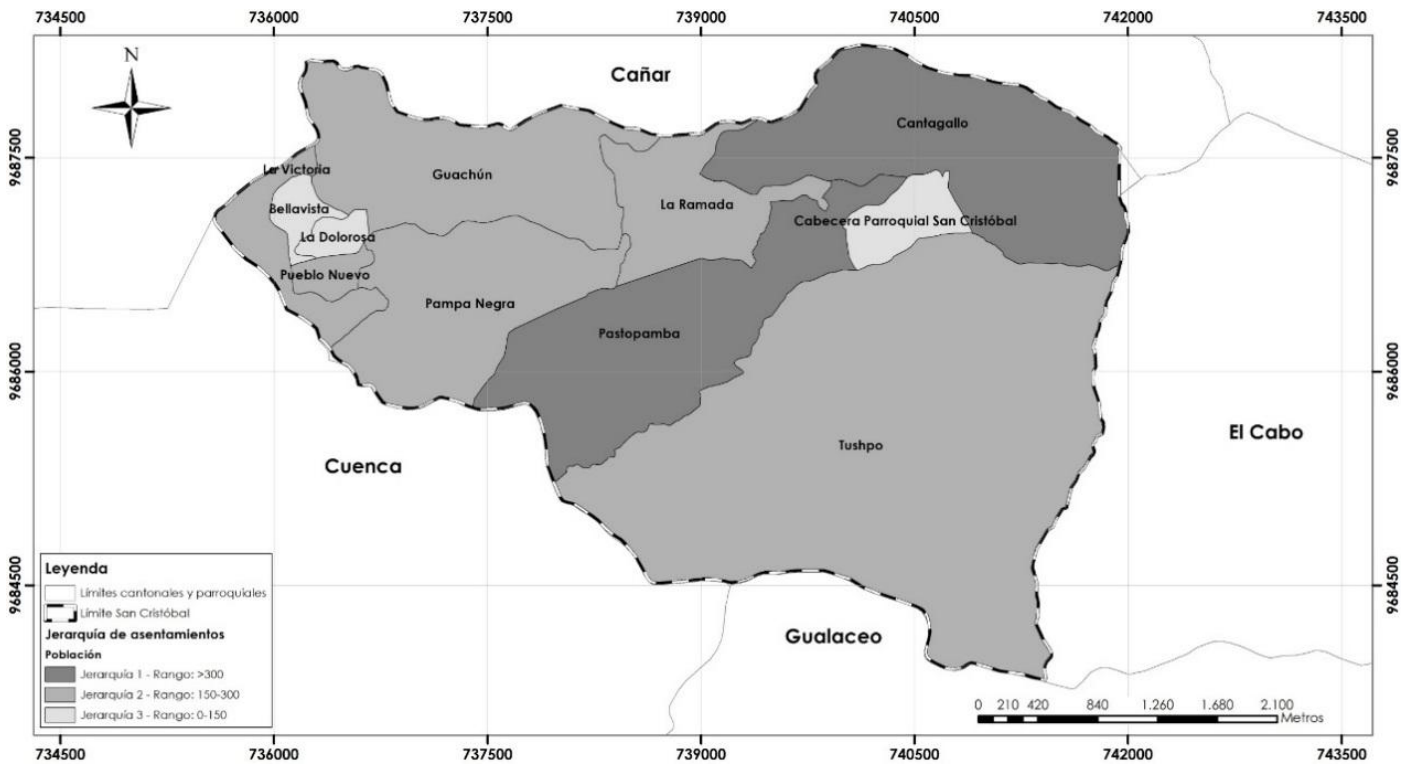 734500 736000 737500 739000 740500 742000 743500
N
Cañar
Cantagallo
9687500 9687500
La Victoria
Guachún
La Ramada
Bellavista
Cabecera Parroquial San Cristóbal
La Dolorosa
Pueblo Nuevo
Pampa Negra
Pastopamba
9686000 9686000
El Cabo
Tushpo
Cuenca
Leyenda
Límites cantonales y parroquiales
Límite San Cristóbal
Jerarquía de asentamientos
Población
Jerarquía 1 - Rango: >300
Jerarquía 2 - Rango: 150-300
Jerarquía 3 - Rango: 0-150
9684500 9684500
Gualaceo
0 210 420 840 1.260 1.680 2.100
Metros
734500 736000 737500 739000 740500 742000 743500